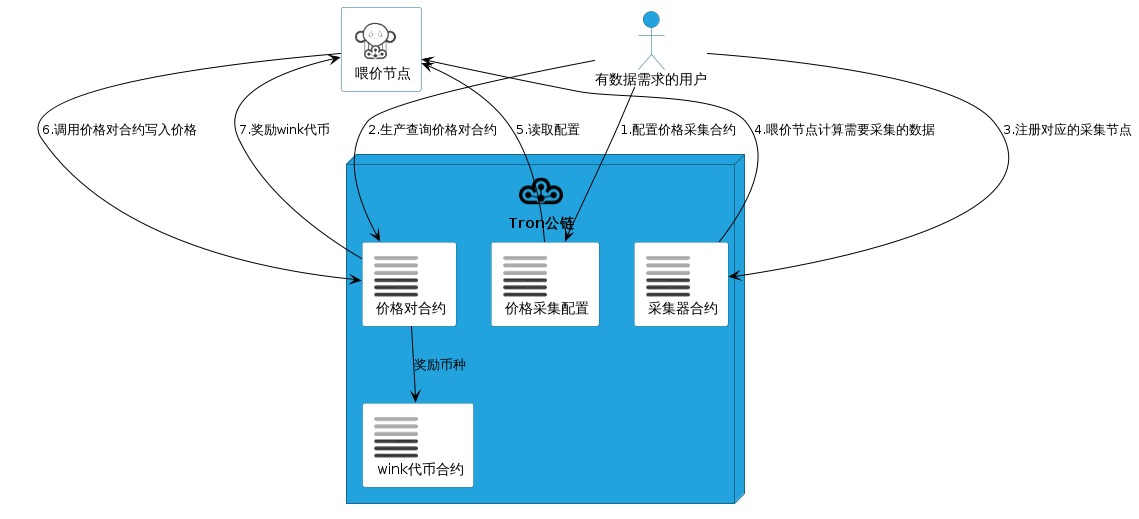 喂价节点
有数据需求的用户
6.调用价格对合约写入价格
7.奖励wink代币
2.生产查询价格对合约
5.读取配置
1.配置价格采集合约
4.喂价节点计算需要采集的数据
3.注册对应的采集节点
Tron公链
价格对合约
价格采集配置
采集器合约
奖励币种
wink代币合约